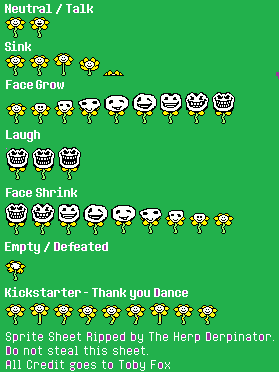 Neutral / Talk
Sink
Face Grow
Laugh
Face Shrink
Empty / Defeated
Kickstarter - Thank you Dance
Sprite Sheet Ripped by The Herp Derpinator.
Do not steal this sheet.
All Credit goes to Toby Fox